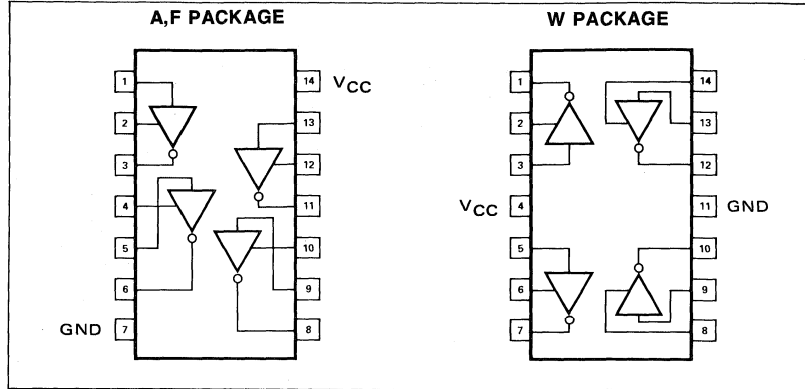 A,F PACKAGE
W PACKAGE
1 14 VCC
2 13
3 12
4 11
5 10
6 9
GND 7 8
1 14
2 13
3 12
VCC 4 11 GND
5 10
6 9
7 8